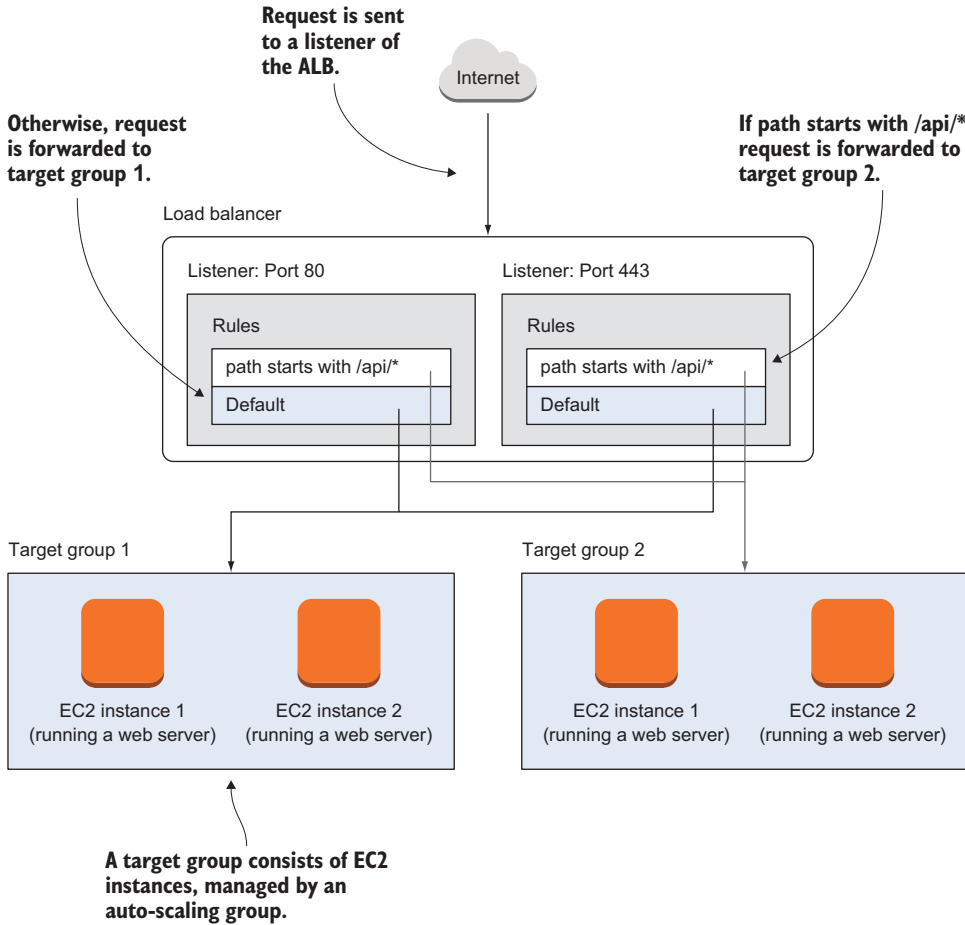 Request is sent
to a listener of
the ALB.
Internet
Otherwise, request
is forwarded to
target group 1.
If path starts with /api/*
request is forwarded to
target group 2.
Load balancer
Listener: Port 80
Listener: Port 443
Rules
Rules
path starts with /api/*
path starts with /api/*
Default
Default
Target group 1
Target group 2
EC2 instance 1
(running a web server)
EC2 instance 2
(running a web server)
EC2 instance 1
(running a web server)
EC2 instance 2
(running a web server)
A target group consists of EC2
instances, managed by an
auto-scaling group.